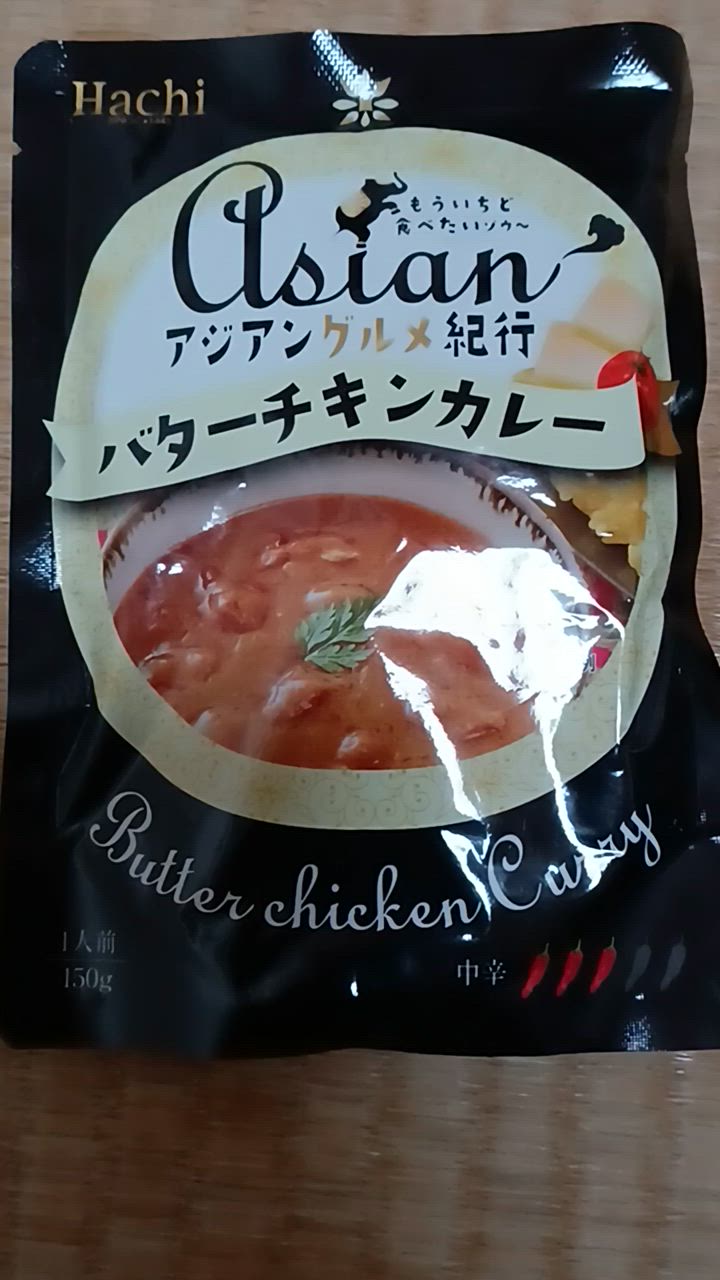 Hachi
もういちど
食べたいゾウ〜
Asian
アジアングルメ紀行
バターチキンカレー
Butter chicken Curry
1人前
150g
中辛